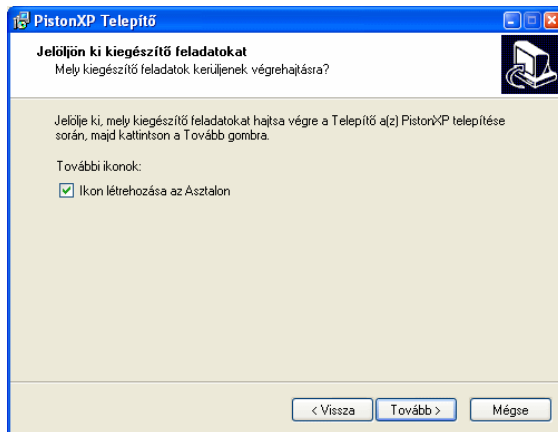 PistonXP Telepítő
Jelöljön ki kiegészítő feladatokat
Mely kiegészítő feladatok kerüljenek végrehajtásra?
Jelölje ki, mely kiegészítő feladatokat hajtsa végre a Telepítő a(z) PistonXP telepítése
során, majd kattintson a Tovább gombra.
További ikonok:
Ikon létrehozása az Asztalon
< Vissza
Tovább >
Mégse